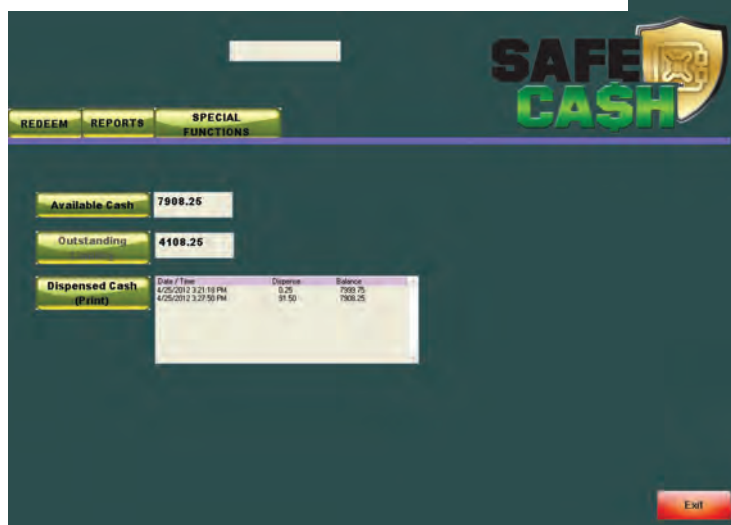 SAFE
CA$H
REDEEM REPORTS SPECIAL
FUNCTIONS
Available Cash 7908.25
Outstanding 4108.25
Dispensed Cash
(Print)
Date / Time Dispense Balance
4/25/2012 3:21:18 PM 0.25 7999.75
4/25/2012 3:27:50 PM 91.50 7908.25
Exit